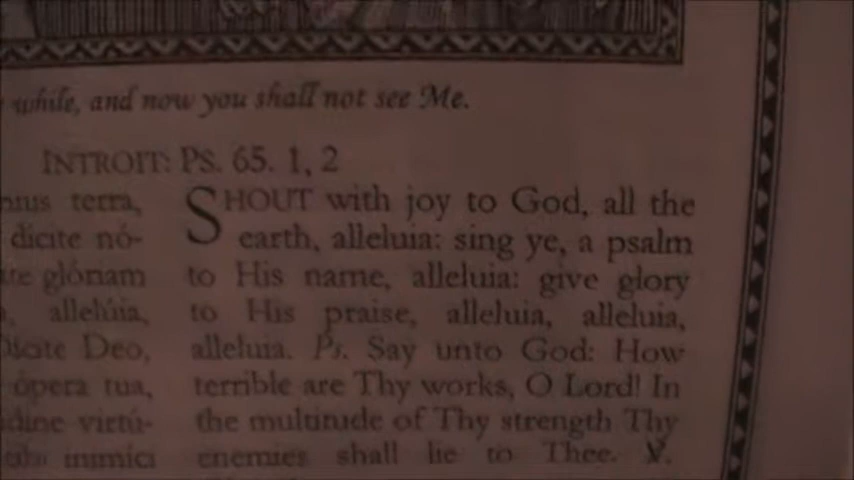 while, and now you shall not see Me.
INTROIT: PS. 65. 1, 2
terra,
dicite nó-
glóriam
allelúia,
Deo,
ópera tua,
virtú-
inimici
SHOUT with joy to God, all the
earth, alleluia: sing ye, a psalm
to His name, alleluia: give glory
to His praise, alleluia, alleluia,
alleluia. Ps. Say unto God: How
terrible are Thy works, O Lord! In
the multitude of Thy strength Thy
enemies shall lie to Thee. V.